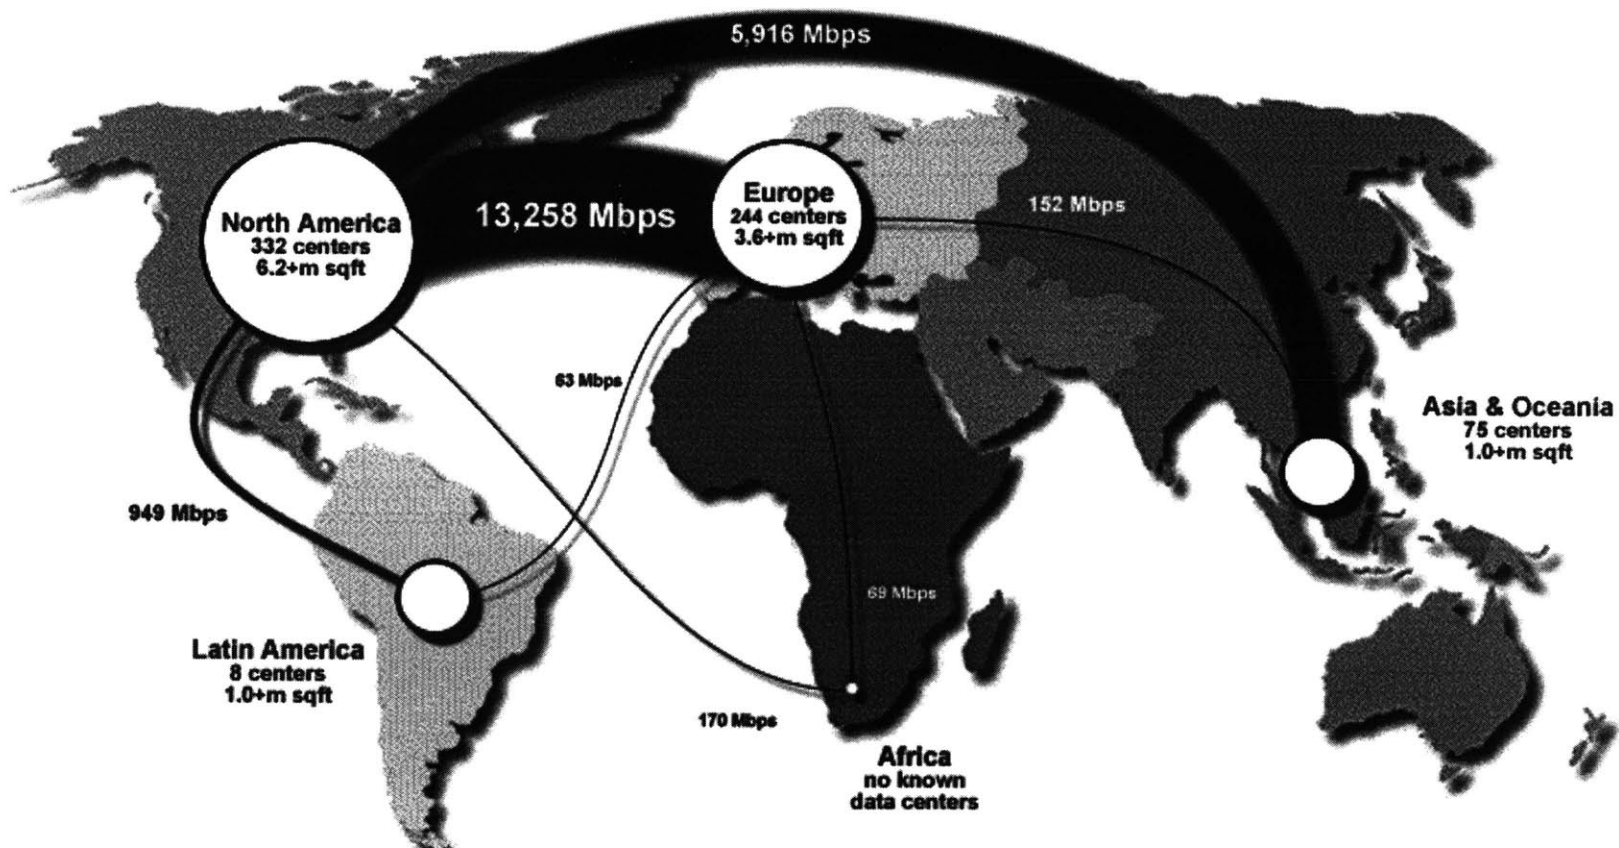 5,916 Mbps
North America
332 centers
6.2+m sqft
13,258 Mbps
Europe
244 centers
3.6+m sqft
152 Mbps
63 Mbps
Asia & Oceania
75 centers
1.0+m sqft
949 Mbps
69 Mbps
Latin America
8 centers
1.0+m sqft
170 Mbps
Africa
no known
data centers